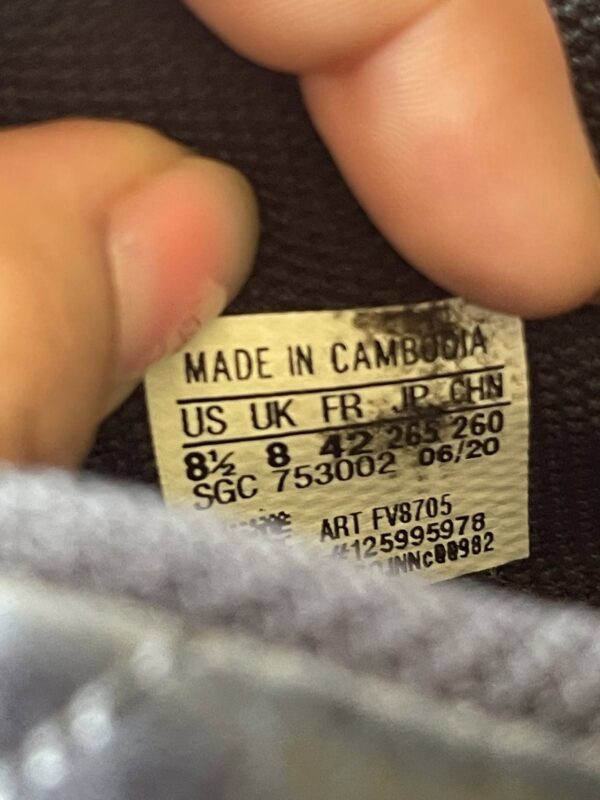 MADE IN CAMBODIA
US UK FR JP CHN
8½ 8 42 265 260
SGC 753002 06/20
ART FV8705
#125995978